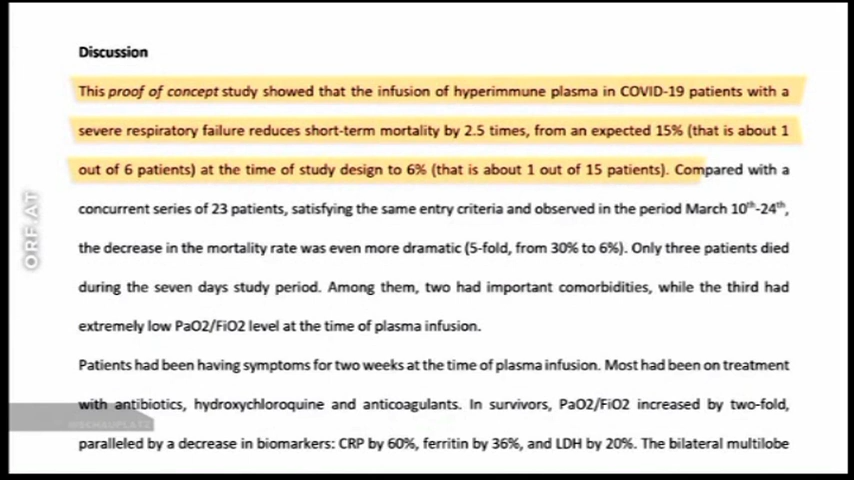 Discussion
This proof of concept study showed that the infusion of hyperimmune plasma in COVID-19 patients with a
severe respiratory failure reduces short-term mortality by 2.5 times, from an expected 15% (that is about 1
out of 6 patients) at the time of study design to 6% (that is about 1 out of 15 patients). Compared with a
concurrent series of 23 patients, satisfying the same entry criteria and observed in the period March 10th-24th,
the decrease in the mortality rate was even more dramatic (5-fold, from 30% to 6%). Only three patients died
during the seven days study period. Among them, two had important comorbidities, while the third had
extremely low PaO2/FiO2 level at the time of plasma infusion.
Patients had been having symptoms for two weeks at the time of plasma infusion. Most had been on treatment
with antibiotics, hydroxychloroquine and anticoagulants. In survivors, PaO2/FiO2 increased by two-fold,
paralleled by a decrease in biomarkers: CRP by 60%, ferritin by 36%, and LDH by 20%. The bilateral multilobe
ORF.AT